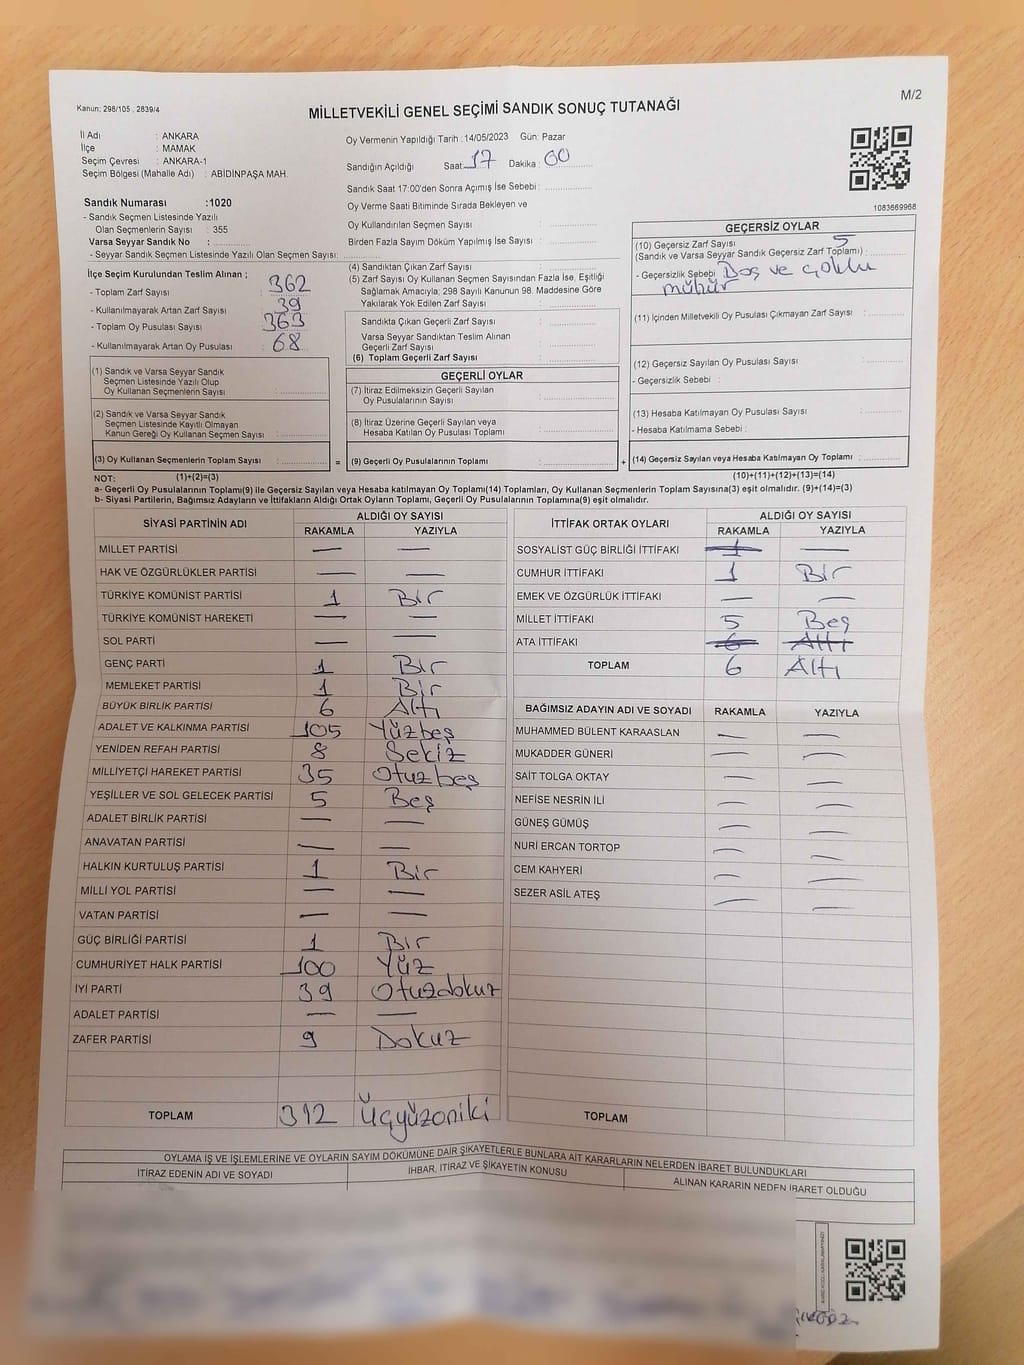 Kanun; 298/105 , 2839/4
MİLLETVEKİLİ GENEL SEÇİMİ SANDIK SONUÇ TUTANAĞI
M/2
İl Adı : ANKARA
İlçe : MAMAK
Seçim Çevresi : ANKARA-1
Seçim Bölgesi (Mahalle Adı) : ABİDİNPAŞA MAH.
Sandık Numarası :1020
- Sandık Seçmen Listesinde Yazılı
Olan Seçmenlerin Sayısı : 355
Varsa Seyyar Sandık No :
- Seyyar Sandık Seçmen Listesinde Yazılı Olan Seçmen Sayısı:
İlçe Seçim Kurulundan Teslim Alınan ;
- Toplam Zarf Sayısı : 362
- Kullanılmayarak Artan Zarf Sayısı : 39
- Toplam Oy Pusulası Sayısı : 363
- Kullanılmayarak Artan Oy Pusulası : 68
(1) Sandık ve Varsa Seyyar Sandık
Seçmen Listesinde Yazılı Olup
Oy Kullanan Seçmenlerin Sayısı :
(2) Sandık ve Varsa Seyyar Sandık
Seçmen Listesinde Kayıtlı Olmayan
Kanun Gereği Oy Kullanan Seçmen Sayısı :
(3) Oy Kullanan Seçmenlerin Toplam Sayısı :
Oy Vermenin Yapıldığı Tarih :14/05/2023 Gün: Pazar
Sandığın Açıldığı Saat: 17 Dakika : 00
Sandık Saat 17:00'den Sonra Açımış İse Sebebi :
Oy Verme Saati Bitiminde Sırada Bekleyen ve
Oy Kullandırılan Seçmen Sayısı :
Birden Fazla Sayım Döküm Yapılmış İse Sayısı :
(4) Sandıktan Çıkan Zarf Sayısı :
(5) Zarf Sayısı Oy Kullanan Seçmen Sayısından Fazla İse, Eşitliği
Sağlamak Amacıyla; 298 Sayılı Kanunun 98. Maddesine Göre
Yakılarak Yok Edilen Zarf Sayısı :
Sandıkta Çıkan Geçerli Zarf Sayısı :
Varsa Seyyar Sandıktan Teslim Alınan
Geçerli Zarf Sayısı :
(6) Toplam Geçerli Zarf Sayısı :
GEÇERLİ OYLAR
(7) İtiraz Edilmeksizin Geçerli Sayılan
Oy Pusulalarının Sayısı :
(8) İtiraz Üzerine Geçerli Sayılan veya
Hesaba Katılan Oy Pusulası Toplamı :
= (9) Geçerli Oy Pusulalarının Toplamı :
1083669968
GEÇERSİZ OYLAR
(10) Geçersiz Zarf Sayısı 5
(Sandık ve Varsa Seyyar Sandık Geçersiz Zarf Toplamı) :
- Geçersizlik Sebebi : Boş ve çoklu
mühür
(11) İçinden Milletvekili Oy Pusulası Çıkmayan Zarf Sayısı :
(12) Geçersiz Sayılan Oy Pusulası Sayısı :
- Geçersizlik Sebebi :
(13) Hesaba Katılmayan Oy Pusulası Sayısı :
- Hesaba Katılmama Sebebi :
+ (14) Geçersiz Sayılan veya Hesaba Katılmayan Oy Toplamı :
NOT: (1)+(2)=(3) (10)+(11)+(12)+(13)=(14)
a- Geçerli Oy Pusulalarının Toplamı(9) ile Geçersiz Sayılan veya Hesaba katılmayan Oy Toplamı(14) Toplamları, Oy Kullanan Seçmenlerin Toplam Sayısına(3) eşit olmalıdır. (9)+(14)=(3)
b- Siyasi Partilerin, Bağımsız Adayların ve İttifakların Aldığı Ortak Oyların Toplamı, Geçerli Oy Pusulalarının Toplamına(9) eşit olmalıdır.
SİYASİ PARTİNİN ADI ALDIĞI OY SAYISI
RAKAMLA YAZIYLA
MİLLET PARTİSİ — —
HAK VE ÖZGÜRLÜKLER PARTİSİ — —
TÜRKİYE KOMÜNİST PARTİSİ 1 Bir
TÜRKİYE KOMÜNİST HAREKETİ — —
SOL PARTİ — —
GENÇ PARTİ 1 Bir
MEMLEKET PARTİSİ 1 Bir
BÜYÜK BİRLİK PARTİSİ 6 Altı
ADALET VE KALKINMA PARTİSİ 105 Yüzbeş
YENİDEN REFAH PARTİSİ 8 Sekiz
MİLLİYETÇİ HAREKET PARTİSİ 35 Otuzbeş
YEŞİLLER VE SOL GELECEK PARTİSİ 5 Beş
ADALET BİRLİK PARTİSİ — —
ANAVATAN PARTİSİ — —
HALKIN KURTULUŞ PARTİSİ 1 Bir
MİLLİ YOL PARTİSİ — —
VATAN PARTİSİ — —
GÜÇ BİRLİĞİ PARTİSİ 1 Bir
CUMHURİYET HALK PARTİSİ 100 Yüz
İYİ PARTİ 39 Otuzdokuz
ADALET PARTİSİ — —
ZAFER PARTİSİ 9 Dokuz
TOPLAM 312 Üçyüzoniki
İTTİFAK ORTAK OYLARI ALDIĞI OY SAYISI
RAKAMLA YAZIYLA
SOSYALİST GÜÇ BİRLİĞİ İTTİFAKI 1 —
CUMHUR İTTİFAKI 1 Bir
EMEK VE ÖZGÜRLÜK İTTİFAKI — —
MİLLET İTTİFAKI 5 Beş
ATA İTTİFAKI 6 Altı
TOPLAM 6 Altı
BAĞIMSIZ ADAYIN ADI VE SOYADI RAKAMLA YAZIYLA
MUHAMMED BÜLENT KARAASLAN — —
MUKADDER GÜNERİ — —
SAİT TOLGA OKTAY — —
NEFİSE NESRİN İLİ — —
GÜNEŞ GÜMÜŞ — —
NURİ ERCAN TORTOP — —
CEM KAHYERİ — —
SEZER ASİL ATEŞ — —
TOPLAM
OYLAMA İŞ VE İŞLEMLERİNE VE OYLARIN SAYIM DÖKÜMÜNE DAİR ŞİKAYETLERLE BUNLARA AİT KARARLARIN NELERDEN İBARET BULUNDUKLARI
İTİRAZ EDENİN ADI VE SOYADI İHBAR, İTİRAZ VE ŞİKAYETİN KONUSU ALINAN KARARIN NEDEN İBARET OLDUĞU